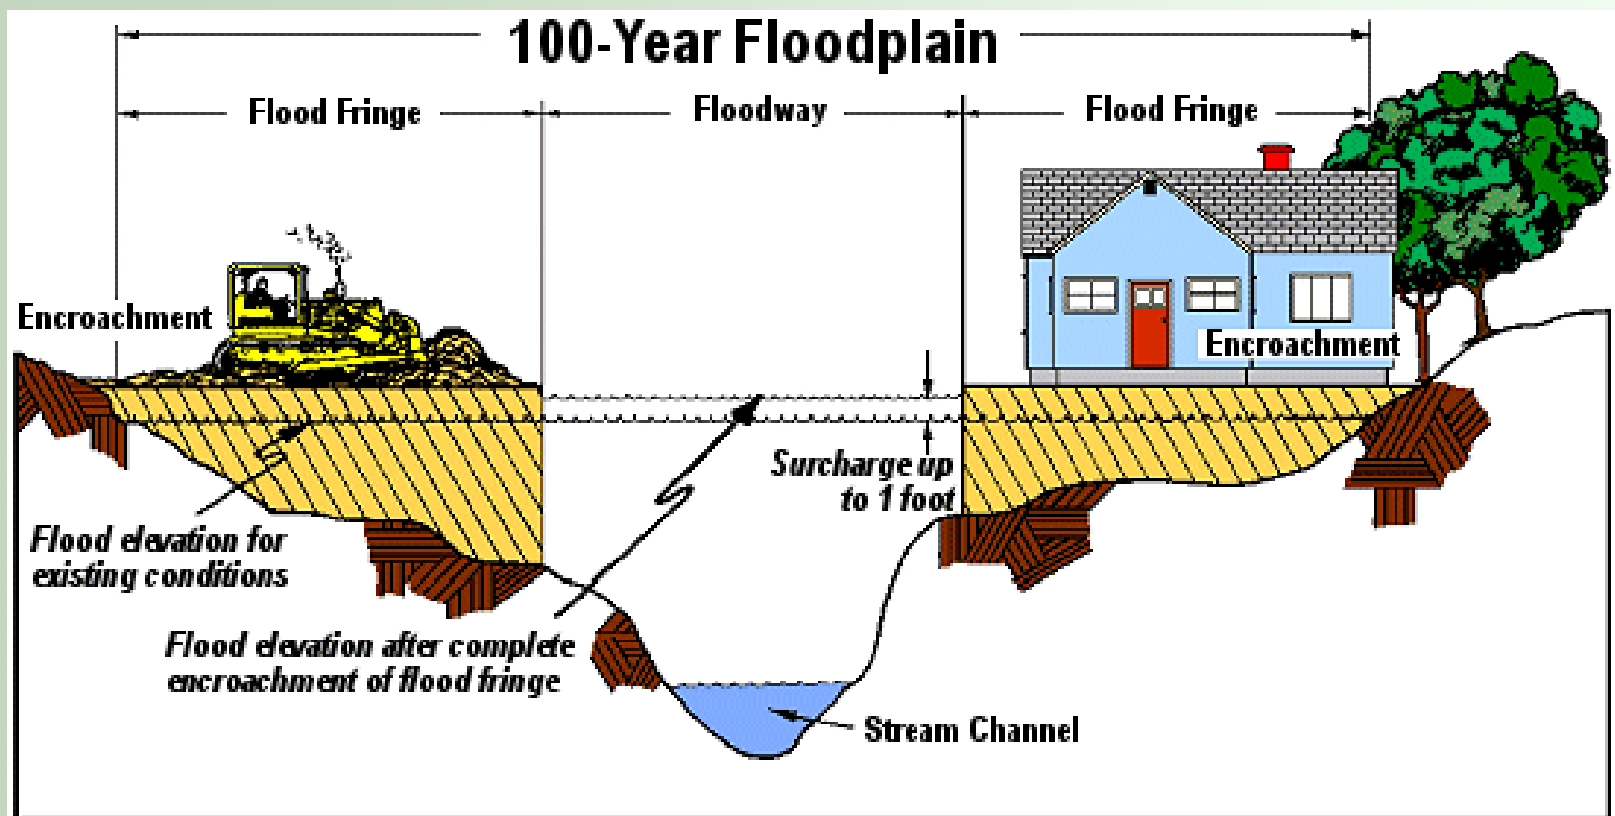 100-Year Floodplain
Flood Fringe
Floodway
Flood Fringe
Encroachment
Encroachment
Surcharge up
to 1 foot
Flood elevation for
existing conditions
Flood elevation after complete
encroachment of flood fringe
Stream Channel